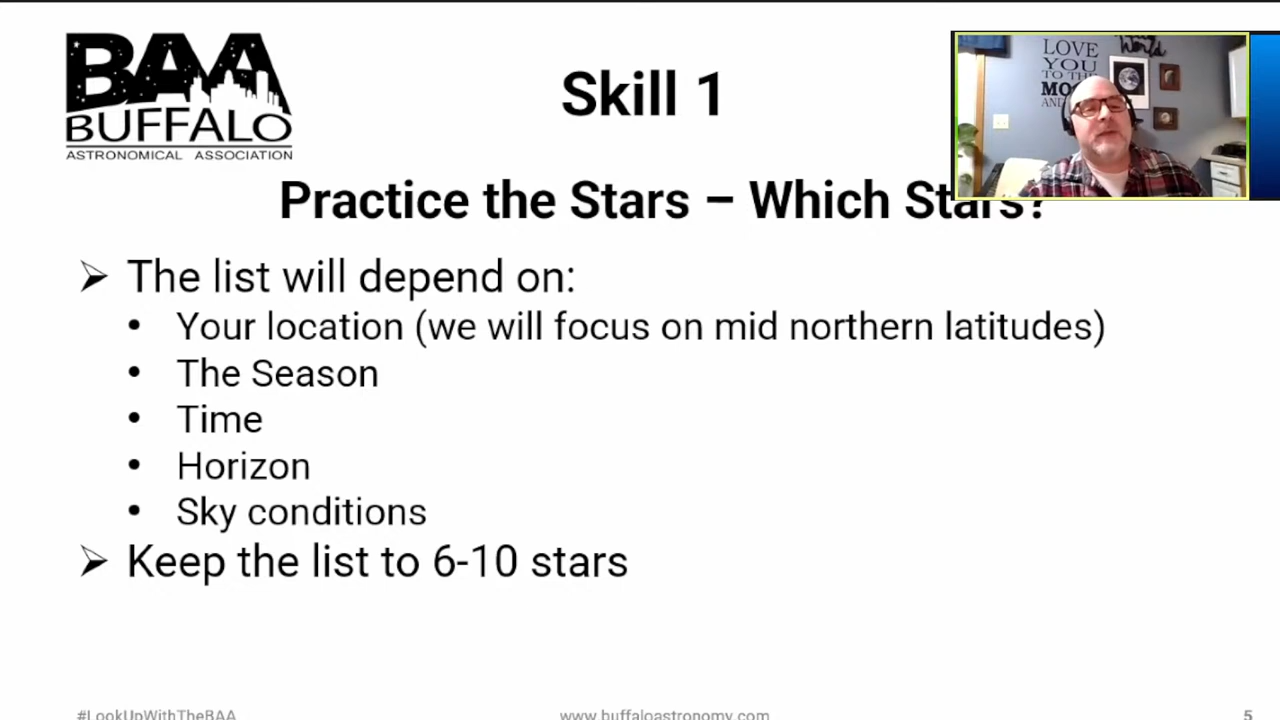 BAA
BUFFALO
ASTRONOMICAL ASSOCIATION
Skill 1
LOVE
YOU
TO THE
MOO
AND
World
Practice the Stars – Which Stars?
➢ The list will depend on:
• Your location (we will focus on mid northern latitudes)
• The Season
• Time
• Horizon
• Sky conditions
➢ Keep the list to 6-10 stars
#LookUpWithTheBAA
www.buffaloastronomy.com
5